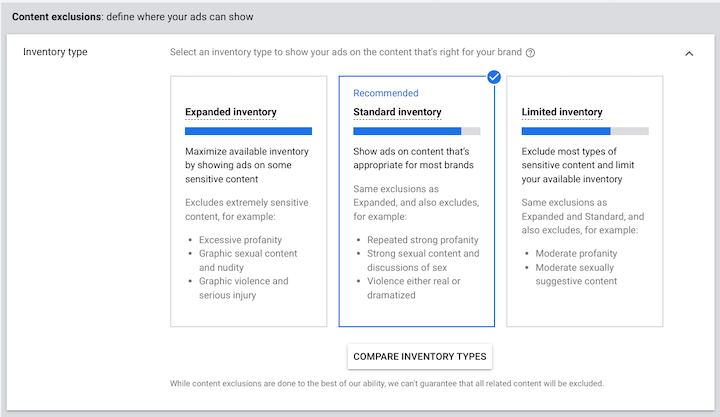 Content exclusions: define where your ads can show
Inventory type
Select an inventory type to show your ads on the content that's right for your brand
Expanded inventory
Maximize available inventory
by showing ads on some
sensitive content
Excludes extremely sensitive
content, for example:
• Excessive profanity
• Graphic sexual content
and nudity
• Graphic violence and
serious injury
Recommended
Standard inventory
Show ads on content that's
appropriate for most brands
Same exclusions as
Expanded, and also excludes,
for example:
• Repeated strong profanity
• Strong sexual content and
discussions of sex
• Violence either real or
dramatized
Limited inventory
Exclude most types of
sensitive content and limit
your available inventory
Same exclusions as
Expanded and Standard, and
also excludes, for example:
• Moderate profanity
• Moderate sexually
suggestive content
COMPARE INVENTORY TYPES
While content exclusions are done to the best of our ability, we can't guarantee that all related content will be excluded.